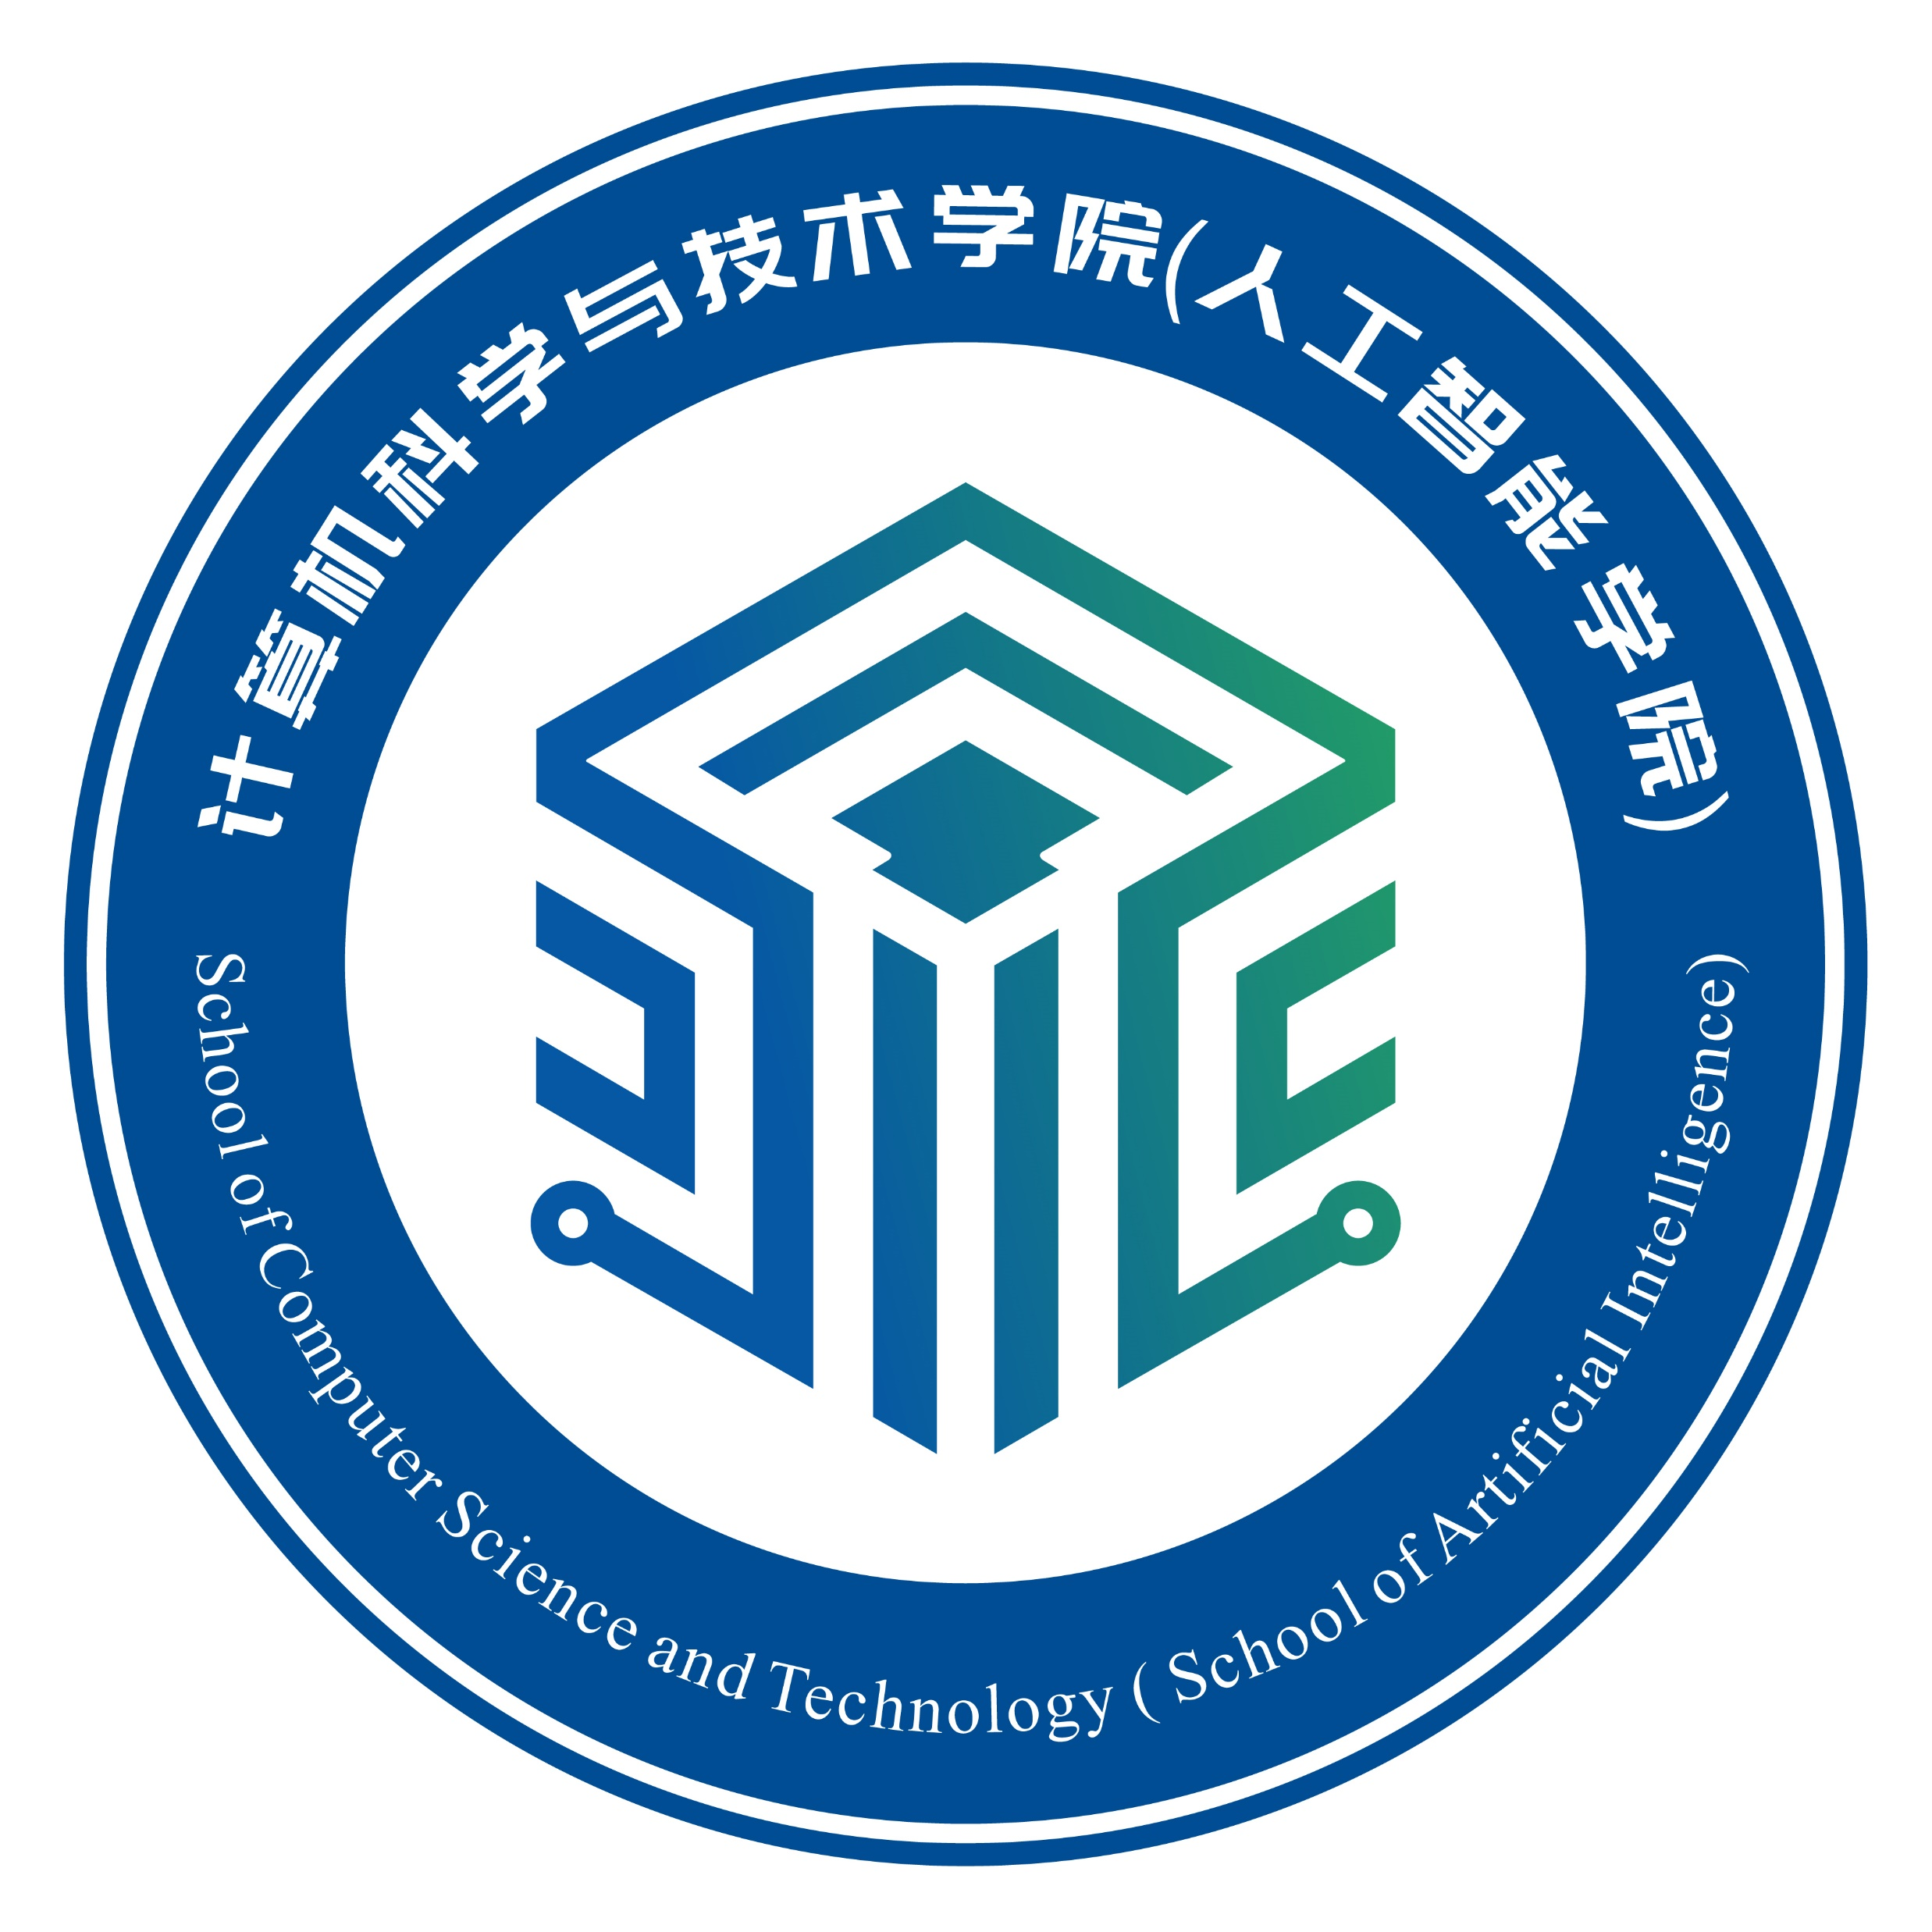 计算机科学与技术学院(人工智能学院)
School of Computer Science and Technology ( School of Artificial Intelligence )